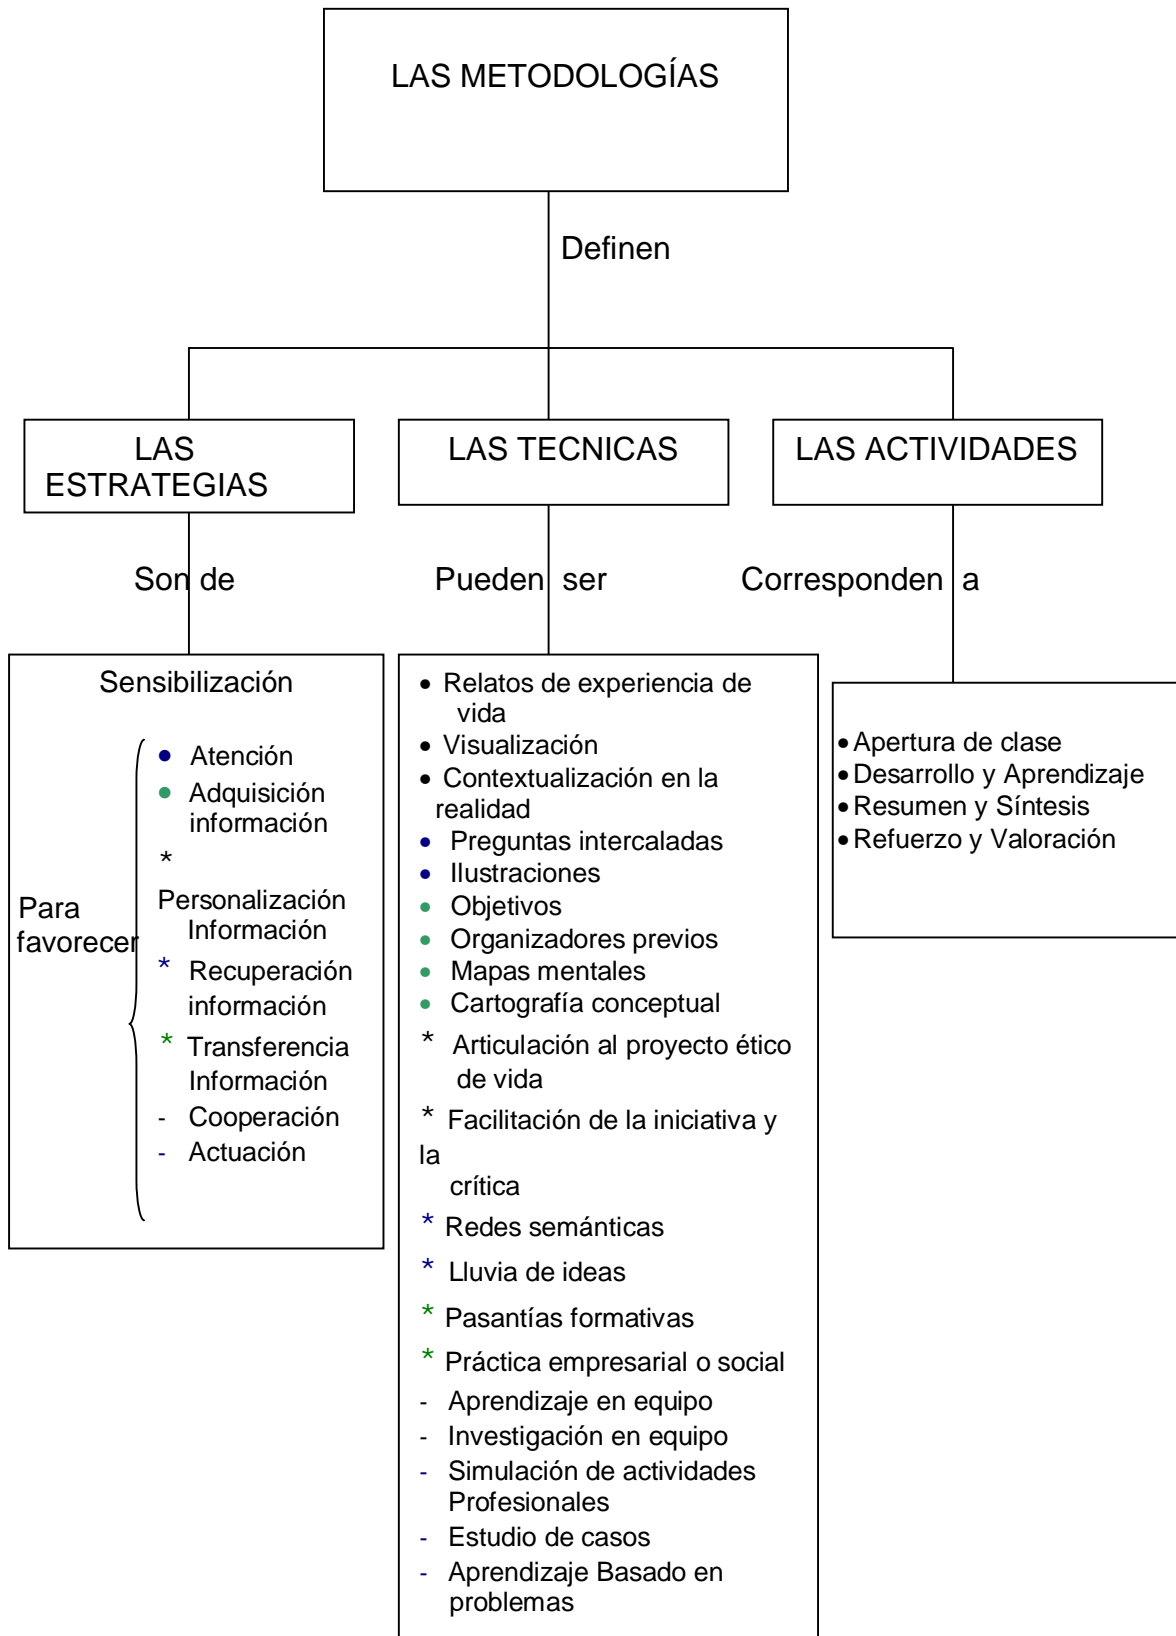 LAS METODOLOGÍAS
Definen
LAS
ESTRATEGIAS
LAS TECNICAS
LAS ACTIVIDADES
Son de
Pueden ser
Corresponden a
Sensibilización
Para
favorecer
• Atención
• Adquisición
información
*
Personalización
Información
* Recuperación
información
* Transferencia
Información
- Cooperación
- Actuación
• Relatos de experiencia de
vida
• Visualización
• Contextualización en la
realidad
• Preguntas intercaladas
• Ilustraciones
• Objetivos
• Organizadores previos
• Mapas mentales
• Cartografía conceptual
* Articulación al proyecto ético
de vida
* Facilitación de la iniciativa y
la
crítica
* Redes semánticas
* Lluvia de ideas
* Pasantías formativas
* Práctica empresarial o social
- Aprendizaje en equipo
- Investigación en equipo
- Simulación de actividades
Profesionales
- Estudio de casos
- Aprendizaje Basado en
problemas
• Apertura de clase
• Desarrollo y Aprendizaje
• Resumen y Síntesis
• Refuerzo y Valoración